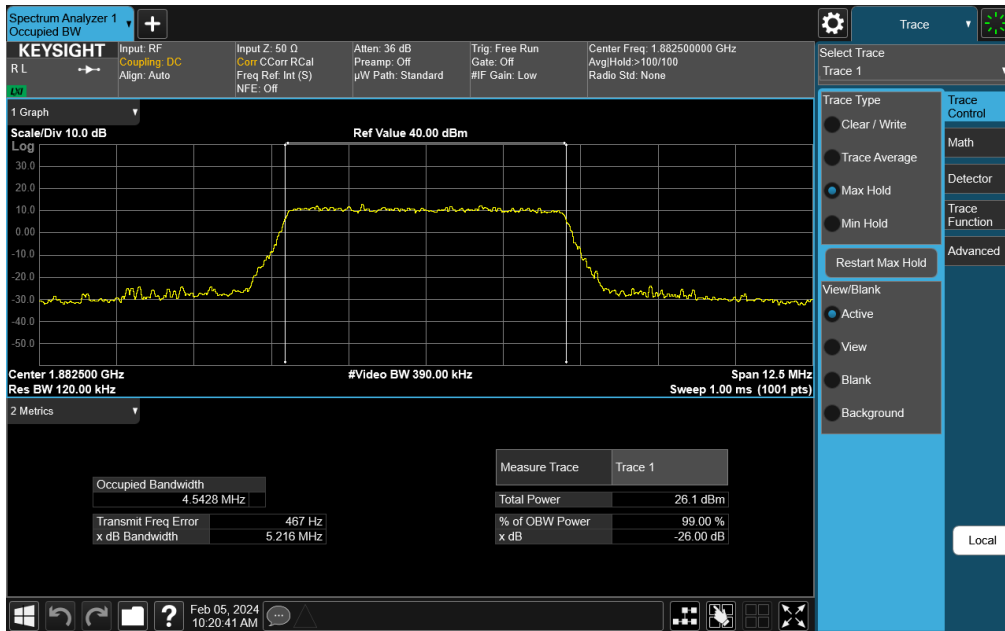 Spectrum Analyzer 1
Occupied BW
Trace
KEYSIGHT
R L
LXI
Input: RF
Coupling: DC
Align: Auto
Input Z: 50 Ω
Corr CCorr RCal
Freq Ref: Int (S)
NFE: Off
Atten: 36 dB
Preamp: Off
µW Path: Standard
Trig: Free Run
Gate: Off
#IF Gain: Low
Center Freq: 1.882500000 GHz
Avg|Hold:>100/100
Radio Std: None
Select Trace
Trace 1
1 Graph
Scale/Div 10.0 dB
Ref Value 40.00 dBm
Log
30.0
20.0
10.0
0.00
-10.0
-20.0
-30.0
-40.0
-50.0
Center 1.882500 GHz
#Video BW 390.00 kHz
Span 12.5 MHz
Res BW 120.00 kHz
Sweep 1.00 ms (1001 pts)
Trace Type
Clear / Write
Trace Average
Max Hold
Min Hold
Restart Max Hold
View/Blank
Active
View
Blank
Background
Trace
Control
Math
Detector
Trace
Function
Advanced
Local
2 Metrics
Occupied Bandwidth
4.5428 MHz
Transmit Freq Error 467 Hz
x dB Bandwidth 5.216 MHz
Measure Trace Trace 1
Total Power 26.1 dBm
% of OBW Power 99.00 %
x dB -26.00 dB
?
Feb 05, 2024
10:20:41 AM